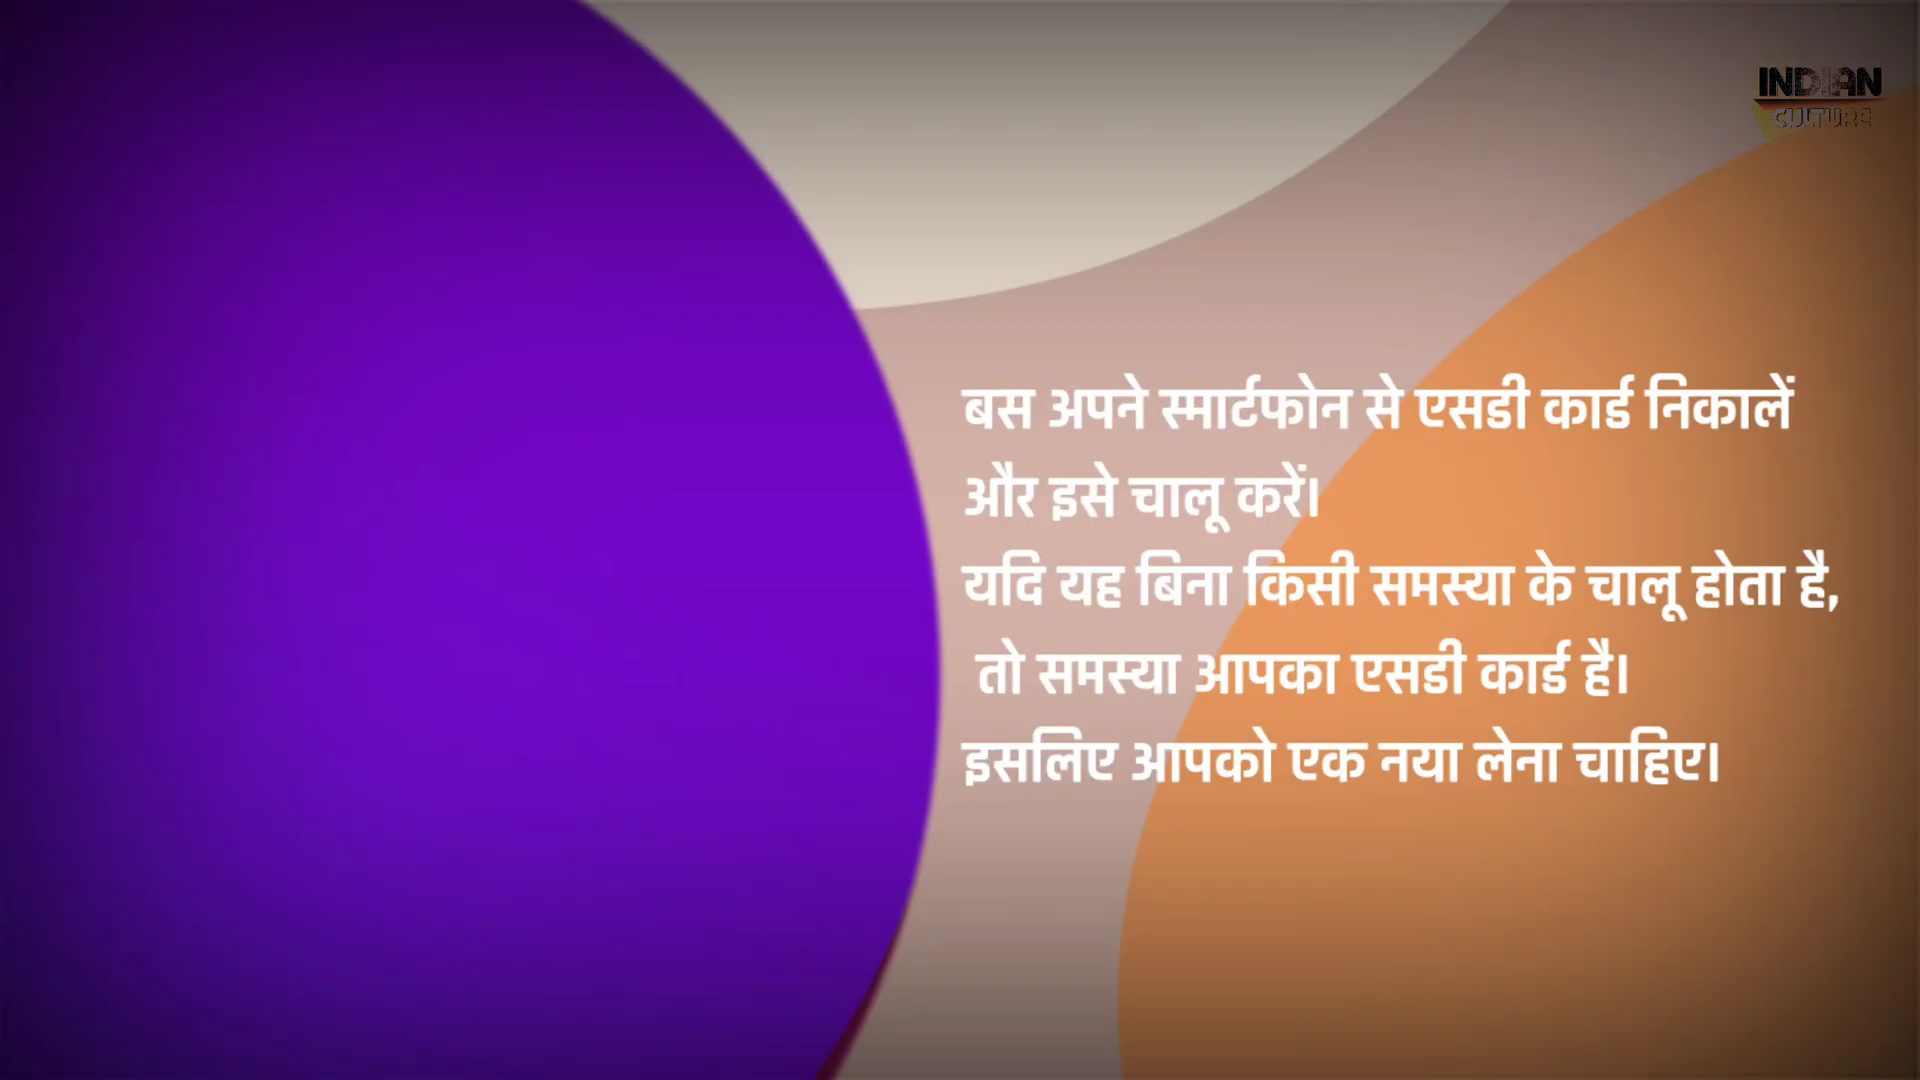 INDIAN
CULTURE
बस अपने स्मार्टफोन से एसडी कार्ड निकालें
और इसे चालू करें।
यदि यह बिना किसी समस्या के चालू होता है,
तो समस्या आपका एसडी कार्ड है।
इसलिए आपको एक नया लेना चाहिए।